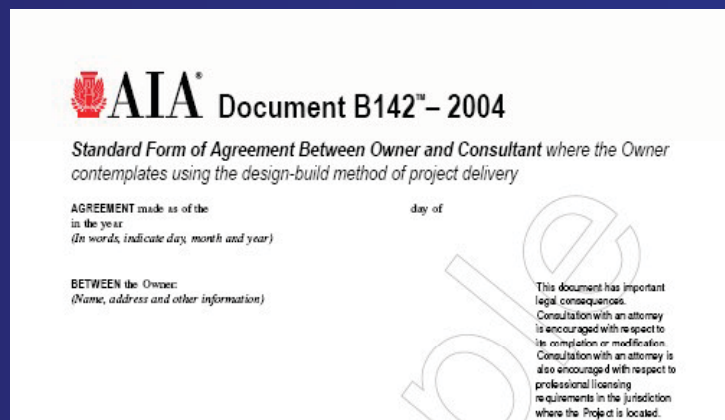 AIA® Document B142™– 2004
Standard Form of Agreement Between Owner and Consultant where the Owner
contemplates using the design-build method of project delivery
AGREEMENT made as of the day of
in the year
(In words, indicate day, month and year)
BETWEEN the Owner:
(Name, address and other information)
This document has important
legal consequences.
Consultation with an attorney
is encouraged with respect to
its completion or modification.
Consultation with an attorney is
also encouraged with respect to
professional licensing
requirements in the jurisdiction
where the Project is located.
ple